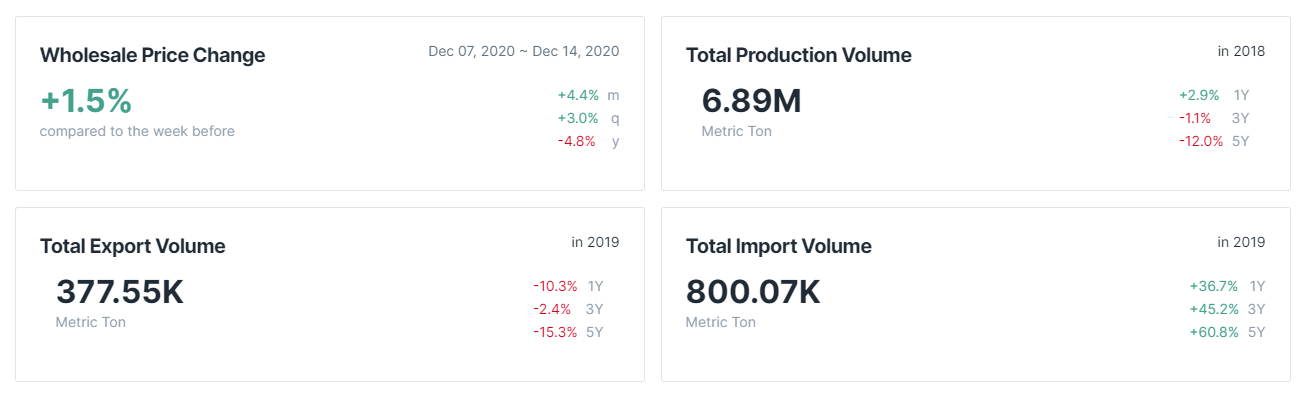 Wholesale Price Change
Dec 07, 2020 ~ Dec 14, 2020
+1.5%
compared to the week before
+4.4% m
+3.0% q
-4.8% y
Total Production Volume
in 2018
6.89M
Metric Ton
+2.9% 1Y
-1.1% 3Y
-12.0% 5Y
Total Export Volume
in 2019
377.55K
Metric Ton
-10.3% 1Y
-2.4% 3Y
-15.3% 5Y
Total Import Volume
in 2019
800.07K
Metric Ton
+36.7% 1Y
+45.2% 3Y
+60.8% 5Y